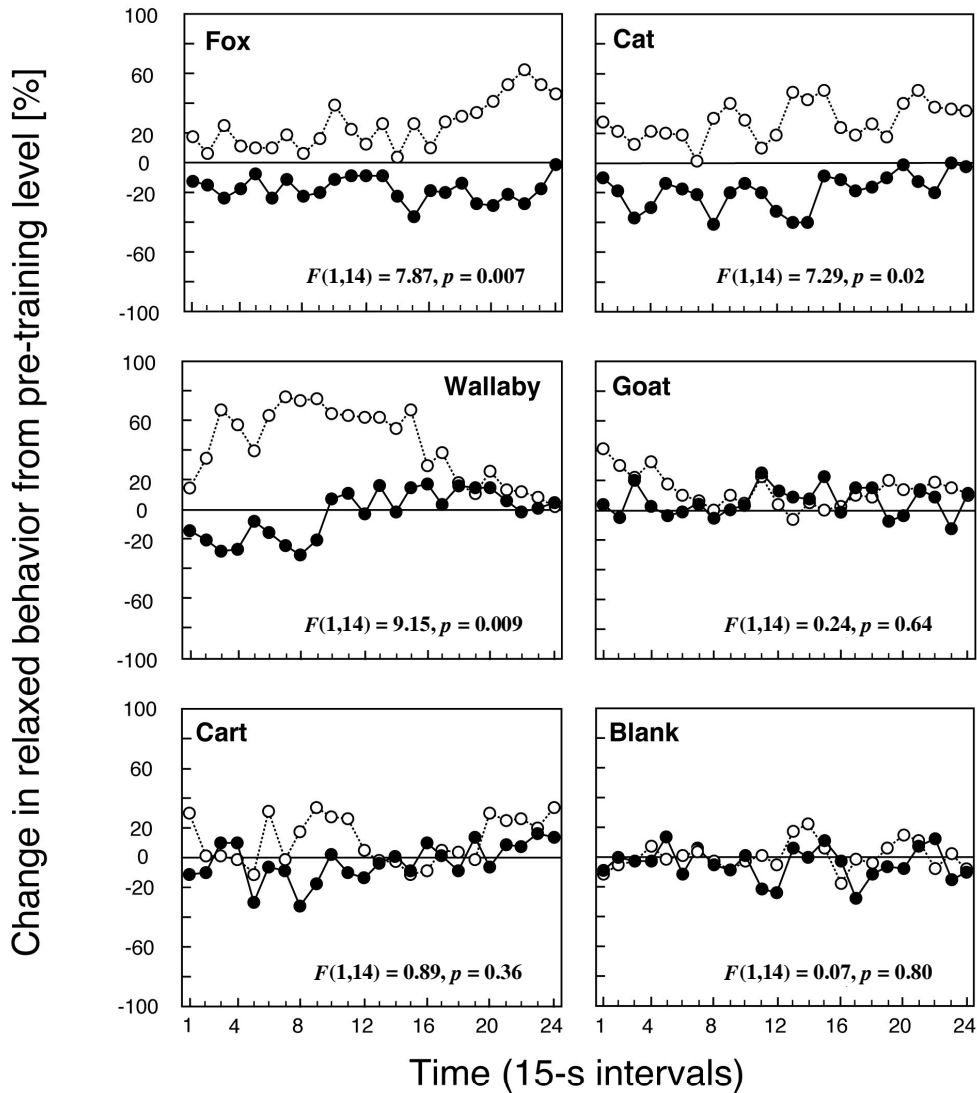 Change in relaxed behavior from pre-training level [%]
100
60
20
0
-20
-60
-100
Fox
F(1,14) = 7.87, p = 0.007
Cat
F(1,14) = 7.29, p = 0.02
100
60
20
0
-20
-60
-100
Wallaby
F(1,14) = 9.15, p = 0.009
Goat
F(1,14) = 0.24, p = 0.64
100
60
20
0
-20
-60
-100
Cart
F(1,14) = 0.89, p = 0.36
Blank
F(1,14) = 0.07, p = 0.80
1 4 8 12 16 20 24
1 4 8 12 16 20 24
Time (15-s intervals)